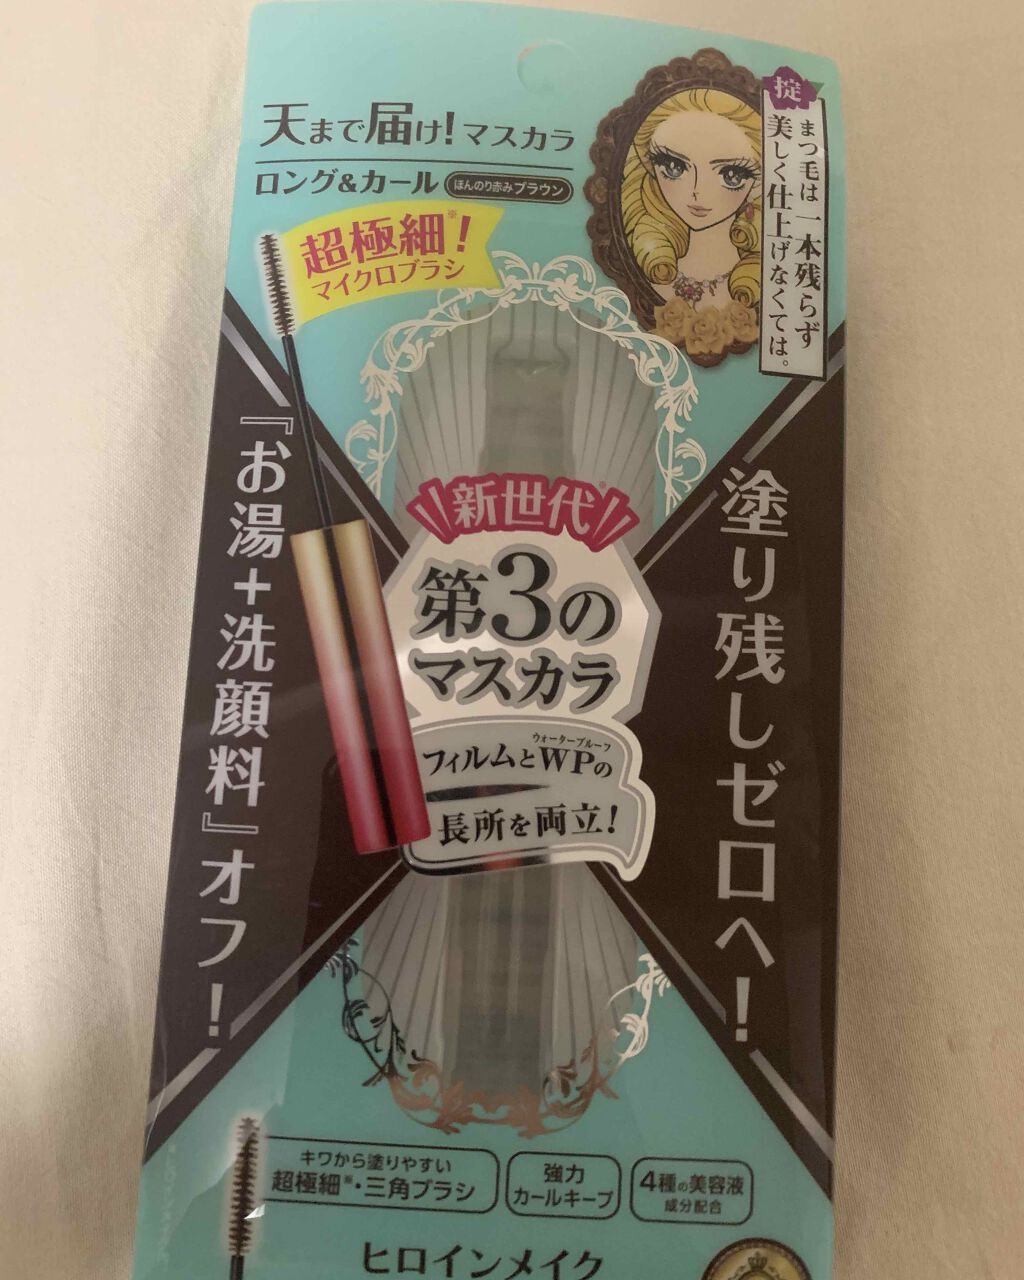 天まで届け!マスカラ
ロング&カール ほんのり赤みブラウン
超極細※!
マイクロブラシ
掟
まつ毛は一本残らず
美しく仕上げなくては。
新世代※
第3の
マスカラ
ウォータープルーフ
フィルムとWPの
長所を両立!
塗り残しゼロへ!
『お湯+洗顔料』オフ!
キワから塗りやすい
超極細※・三角ブラシ
強力
カールキープ
4種の美容液
成分配合
ヒロインメイク